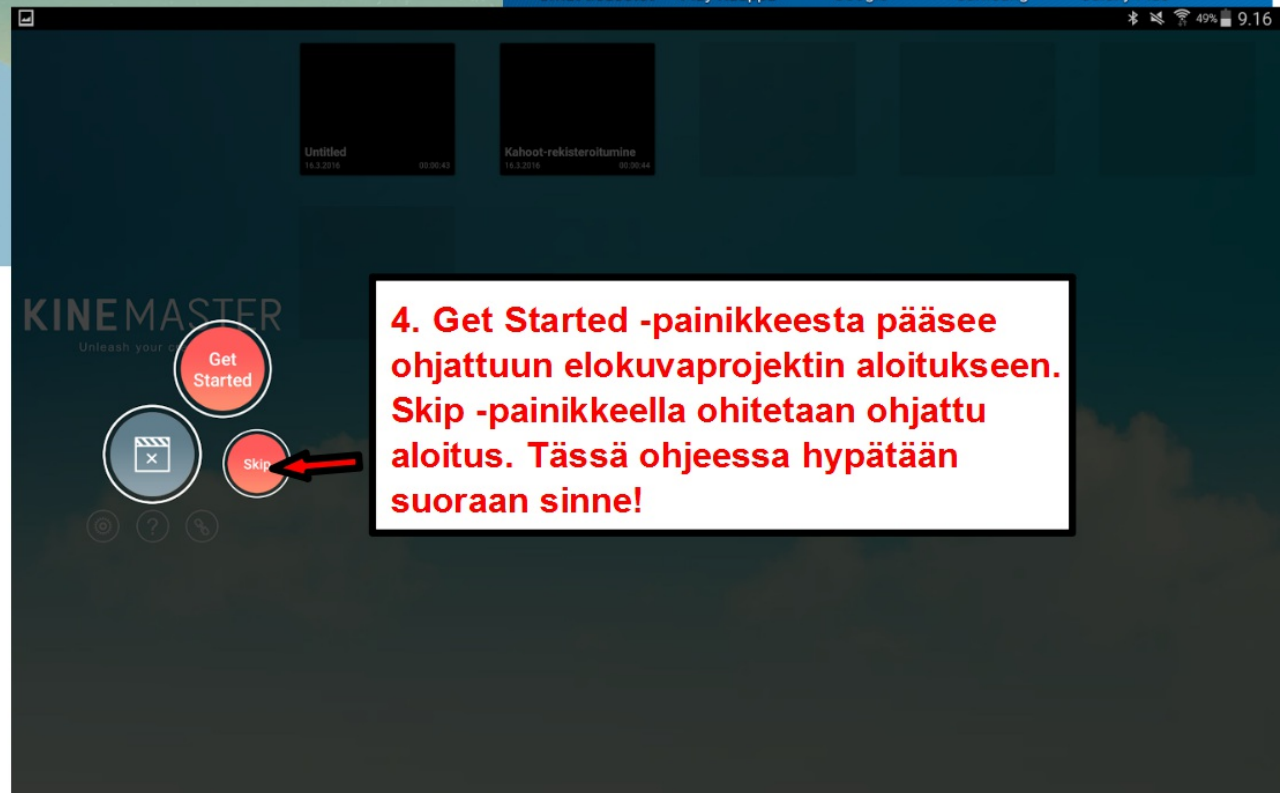 49% 9.16
Untitled
16.3.2016 00:00:43
Kahoot-rekisteroitumine
16.3.2016 00:00:44
KINEMASTER
Unleash your
Get
Started
Skip
4. Get Started -painikkeesta pääsee
ohjattuun elokuvaprojektin aloitukseen.
Skip -painikkeella ohitetaan ohjattu
aloitus. Tässä ohjeessa hypätään
suoraan sinne!